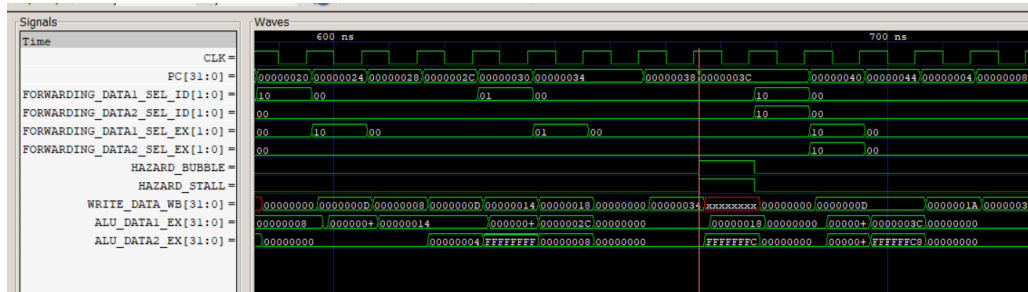 Signals
Waves
Time
600 ns 700 ns
CLK=
PC[31:0] = 00000020 00000024 00000028 0000002C 00000030 00000034 00000038 0000003C 00000040 00000044 00000004 00000008
FORWARDING_DATA1_SEL_ID[1:0] = 10 00 01 00 10 00
FORWARDING_DATA2_SEL_ID[1:0] = 00 10 00
FORWARDING_DATA1_SEL_EX[1:0] = 00 10 00 01 00 10 00
FORWARDING_DATA2_SEL_EX[1:0] = 00 10 00
HAZARD_BUBBLE=
HAZARD_STALL=
WRITE_DATA_WB[31:0] = 00000000 0000000D 00000008 0000000D 00000014 00000018 00000000 00000034 xxxxxxxx 00000000 0000000D 0000001A 0000003
ALU_DATA1_EX[31:0] = 00000008 000000+ 00000014 000000+ 0000002C 00000000 00000018 00000000 00000+ 0000003C 00000000
ALU_DATA2_EX[31:0] = 00000000 00000004 FFFFFFFF 00000008 00000000 FFFFFFFC 00000000 00000+ FFFFFFC8 00000000